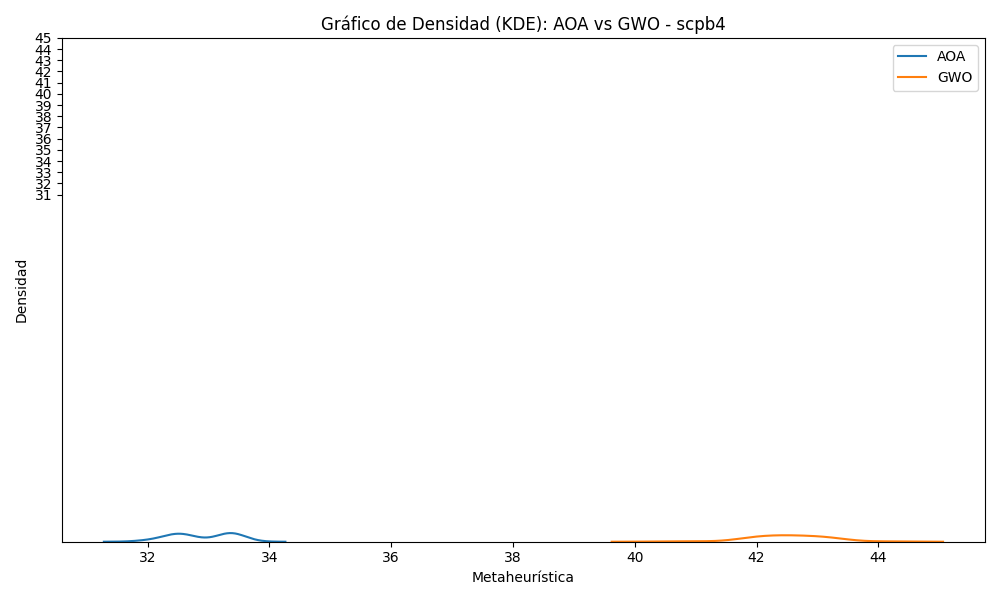 Gráfico de Densidad (KDE): AOA vs GWO - scpb4
AOA
GWO
45
44
43
42
41
40
39
38
37
36
35
34
33
32
31
Densidad
32 34 36 38 40 42 44
Metaheurística